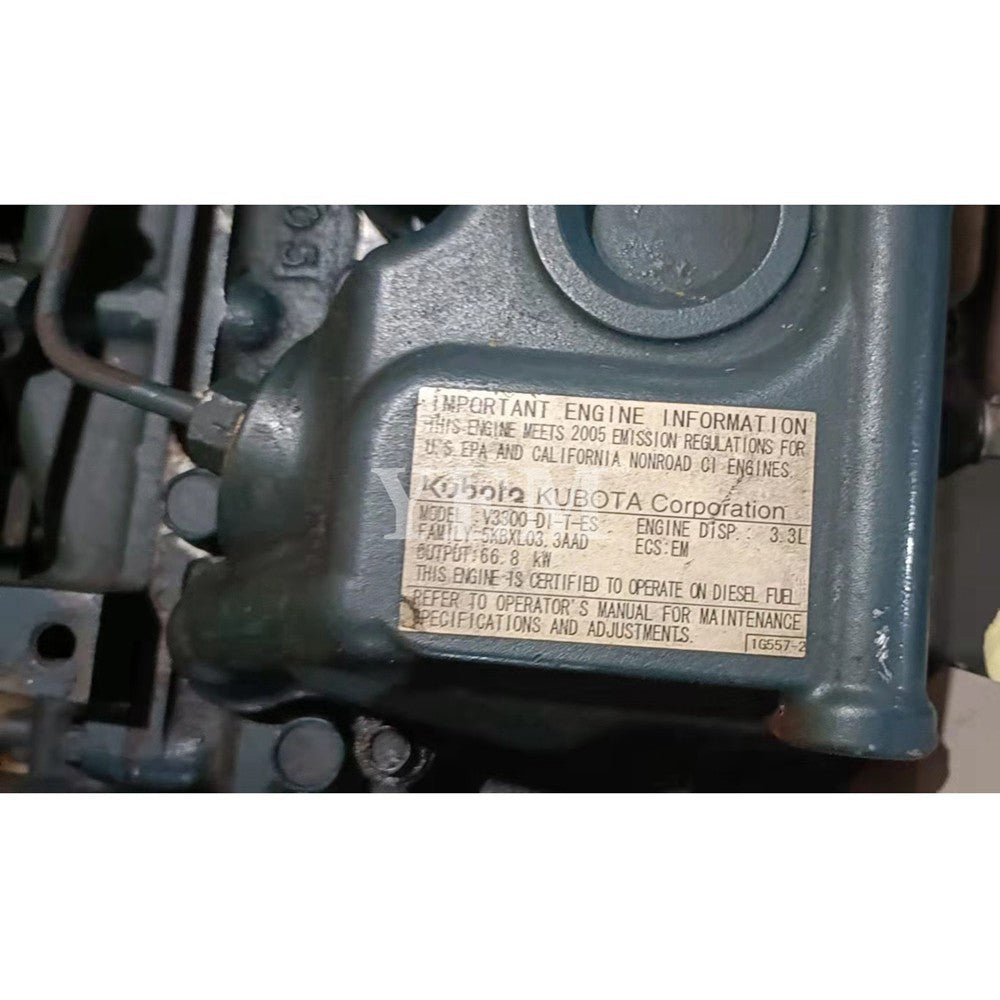 05
IMPORTANT ENGINE INFORMATION
THIS ENGINE MEETS 2005 EMISSION REGULATIONS FOR
U.S EPA AND CALIFORNIA NONROAD CI ENGINES.
Kubota KUBOTA Corporation
MODEL: V3300-DI-T-ES ENGINE DISP.: 3.3L
FAMILY: 5KBXL03.3AAD ECS:EM
OUTPUT:66.8 kW
THIS ENGINE IS CERTIFIED TO OPERATE ON DIESEL FUEL
REFER TO OPERATOR'S MANUAL FOR MAINTENANCE
SPECIFICATIONS AND ADJUSTMENTS.
1G557-2